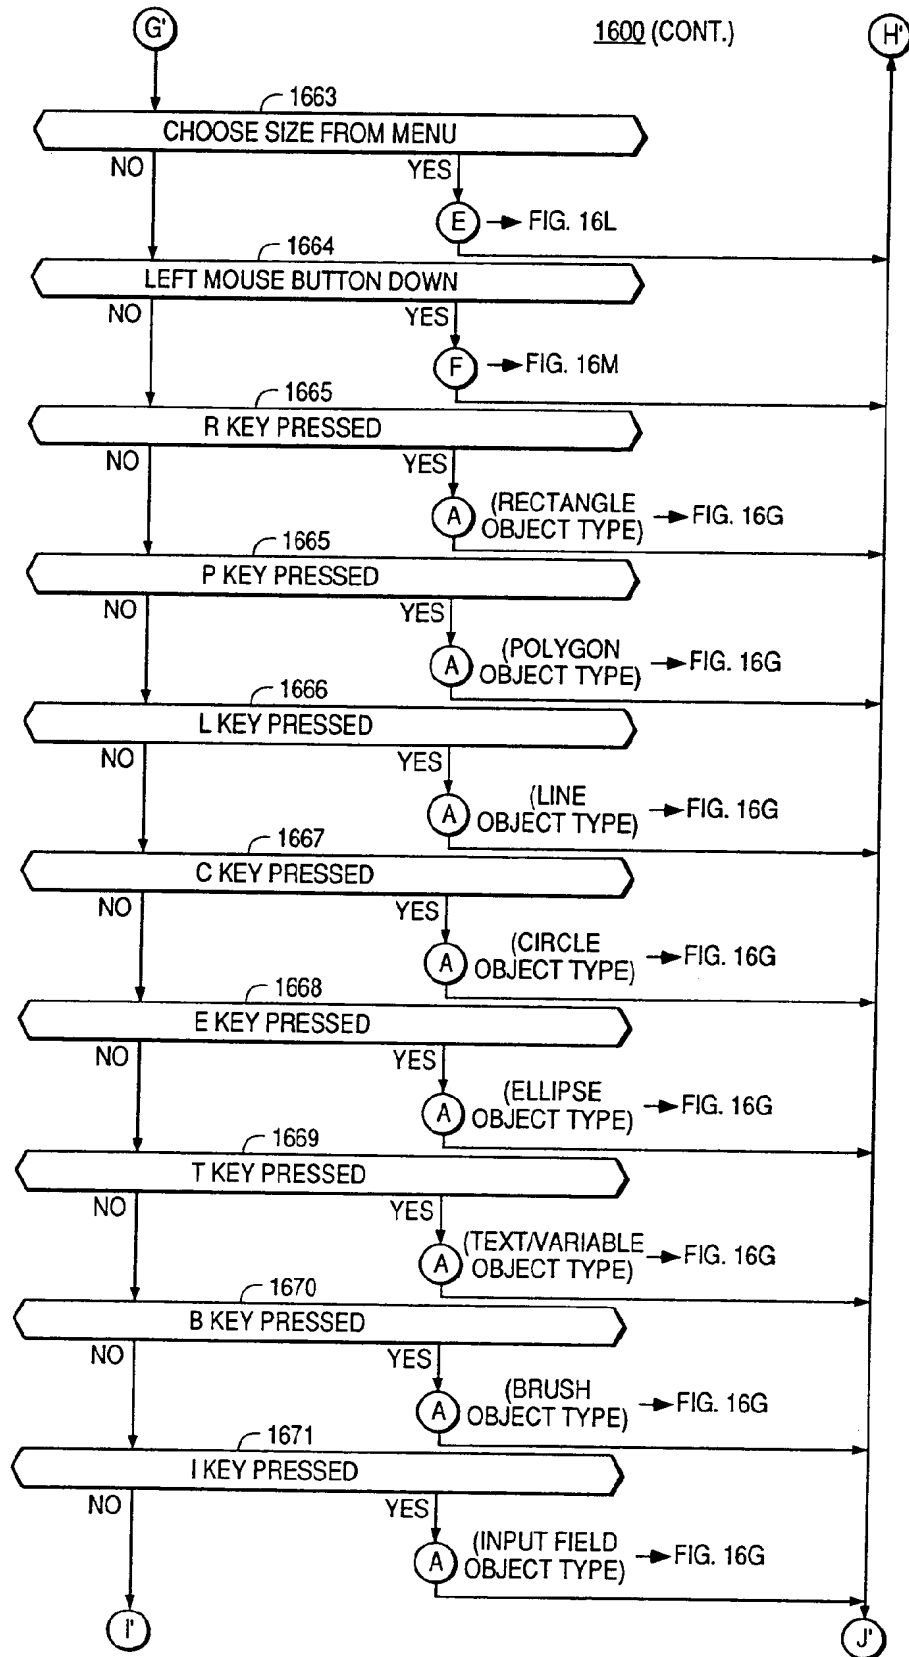 G'
1600 (CONT.)
H'
1663
CHOOSE SIZE FROM MENU
NO
YES
E
FIG. 16L
1664
LEFT MOUSE BUTTON DOWN
NO
YES
F
FIG. 16M
1665
R KEY PRESSED
NO
YES
A
(RECTANGLE
OBJECT TYPE)
FIG. 16G
1665
P KEY PRESSED
NO
YES
A
(POLYGON
OBJECT TYPE)
FIG. 16G
1666
L KEY PRESSED
NO
YES
A
(LINE
OBJECT TYPE)
FIG. 16G
1667
C KEY PRESSED
NO
YES
A
(CIRCLE
OBJECT TYPE)
FIG. 16G
1668
E KEY PRESSED
NO
YES
A
(ELLIPSE
OBJECT TYPE)
FIG. 16G
1669
T KEY PRESSED
NO
YES
A
(TEXT/VARIABLE
OBJECT TYPE)
FIG. 16G
1670
B KEY PRESSED
NO
YES
A
(BRUSH
OBJECT TYPE)
FIG. 16G
1671
I KEY PRESSED
NO
YES
A
(INPUT FIELD
OBJECT TYPE)
FIG. 16G
I'
J'